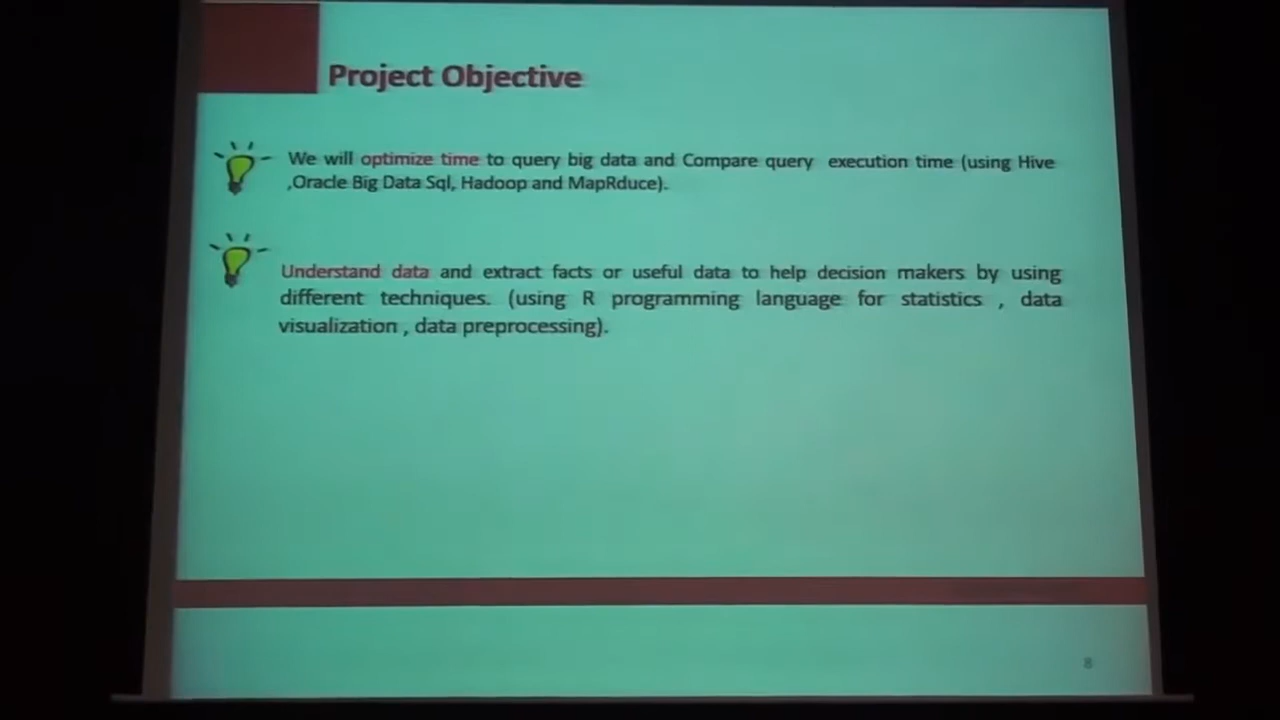 Project Objective
We will optimize time to query big data and Compare query execution time (using Hive
,Oracle Big Data Sql, Hadoop and MapRduce).
Understand data and extract facts or useful data to help decision makers by using
different techniques. (using R programming language for statistics , data
visualization , data preprocessing).
8